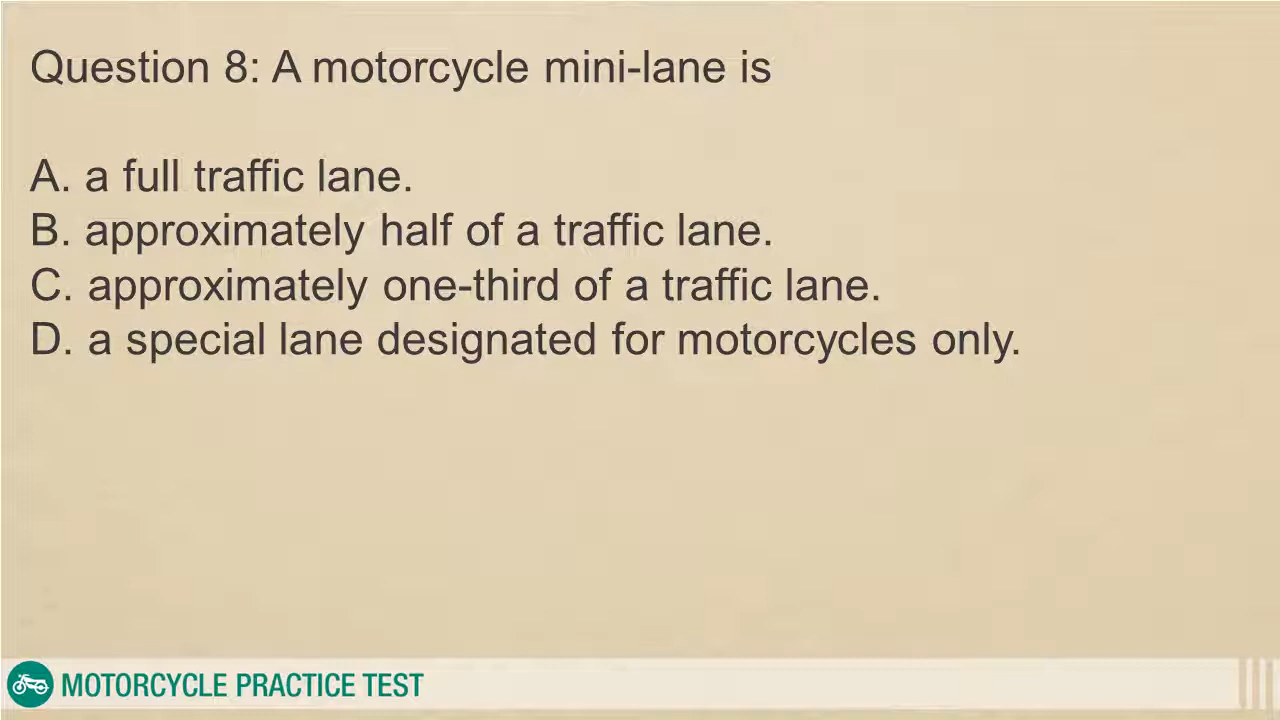 Question 8: A motorcycle mini-lane is
A. a full traffic lane.
B. approximately half of a traffic lane.
C. approximately one-third of a traffic lane.
D. a special lane designated for motorcycles only.
MOTORCYCLE PRACTICE TEST